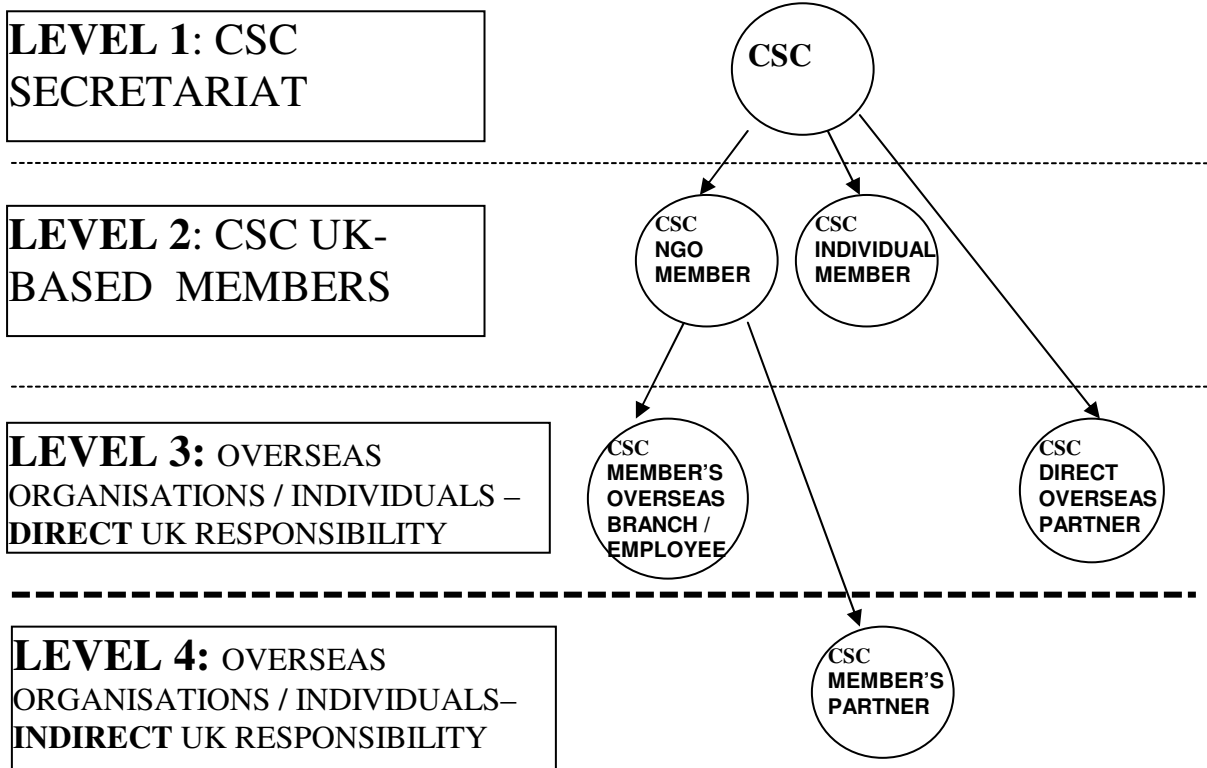 LEVEL 1: CSC
SECRETARIAT
CSC
LEVEL 2: CSC UK-
BASED MEMBERS
CSC
NGO
MEMBER
CSC
INDIVIDUAL
MEMBER
LEVEL 3: OVERSEAS
ORGANISATIONS / INDIVIDUALS –
DIRECT UK RESPONSIBILITY
CSC
MEMBER’S
OVERSEAS
BRANCH /
EMPLOYEE
CSC
DIRECT
OVERSEAS
PARTNER
LEVEL 4: OVERSEAS
ORGANISATIONS / INDIVIDUALS–
INDIRECT UK RESPONSIBILITY
CSC
MEMBER’S
PARTNER